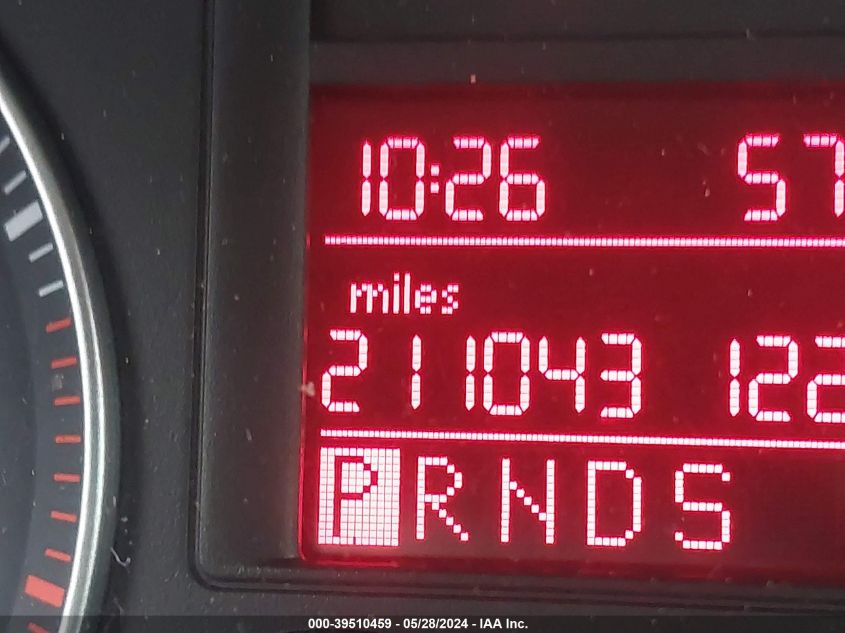 10:26 57
miles
211043 122
P R N D S
000-39510459 - 05/28/2024 - IAA Inc.